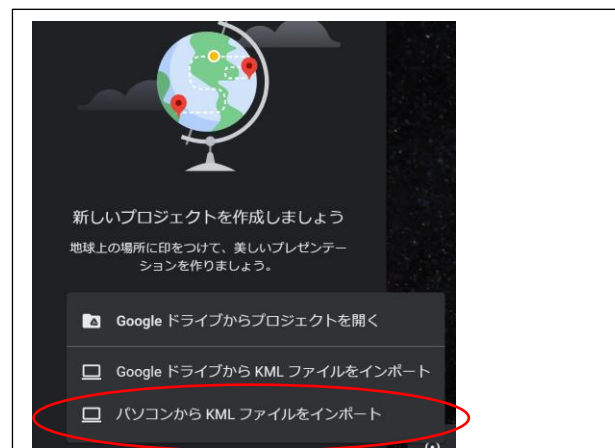 新しいプロジェクトを作成しましょう
地球上の場所に印をつけて、美しいプレゼンテー
ションを作りましょう。
Google ドライブからプロジェクトを開く
Google ドライブから KML ファイルをインポート
パソコンから KML ファイルをインポート